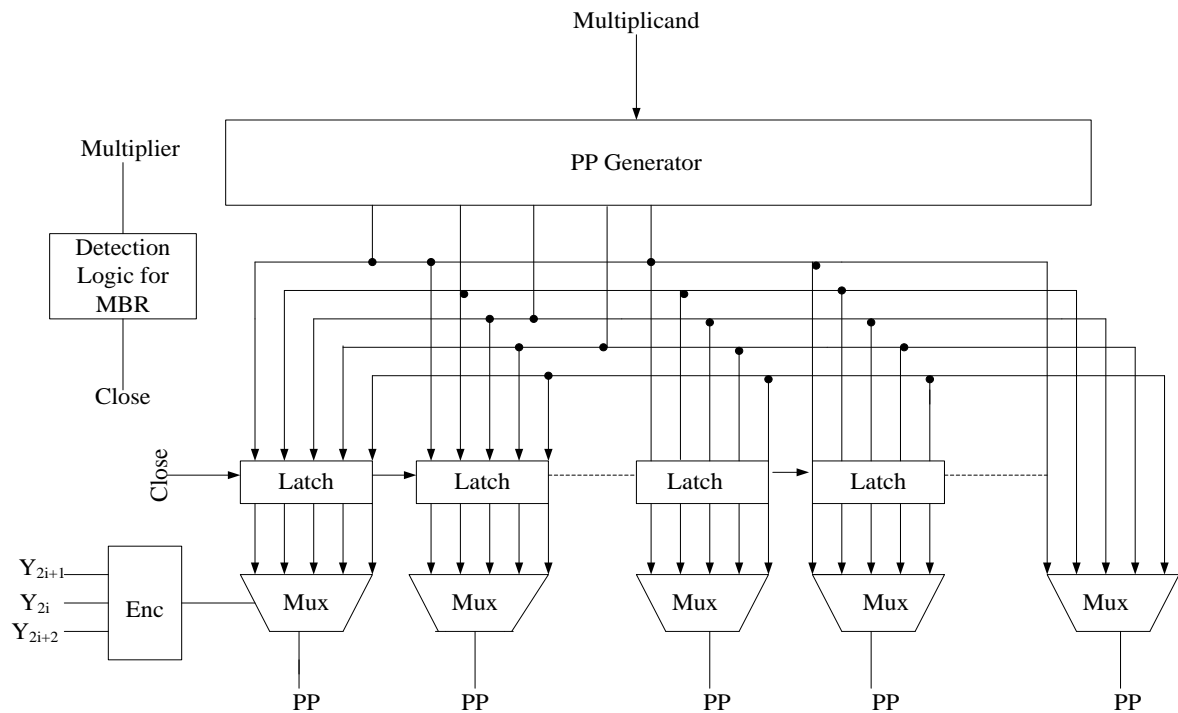 Multiplicand
Multiplier
PP Generator
Detection
Logic for
MBR
Close
Close
Latch
Latch
Latch
Latch
Y2i+1
Y2i
Y2i+2
Enc
Mux
Mux
Mux
Mux
Mux
PP
PP
PP
PP
PP